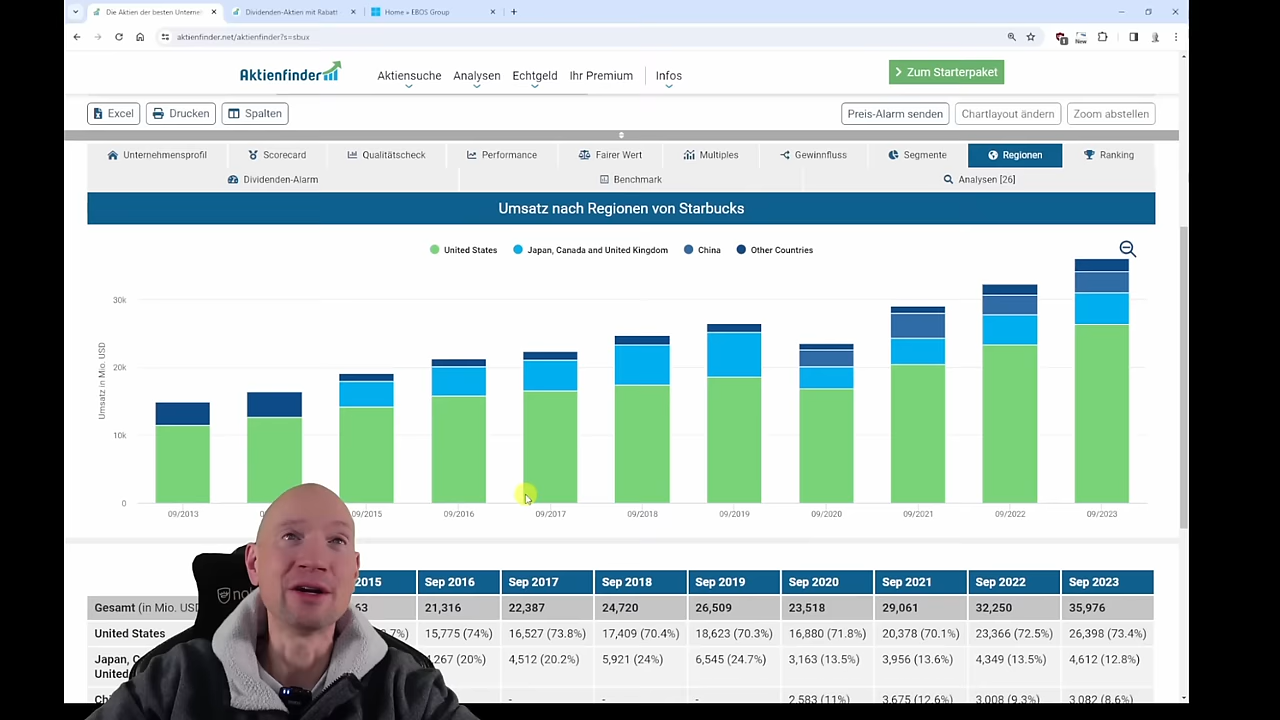 Die Aktien der besten Unterneh
Dividenden-Aktien mit Rabatt
Home » EBOS Group
aktienfinder.net/aktienfinder?s=sbux
New
Aktienfinder
Aktiensuche Analysen Echtgeld Ihr Premium Infos
Zum Starterpaket
Excel Drucken Spalten Preis-Alarm senden Chartlayout ändern Zoom abstellen
Unternehmensprofil Scorecard Qualitätscheck Performance Fairer Wert Multiples Gewinnfluss Segmente Regionen Ranking
Dividenden-Alarm Benchmark Analysen [26]
Umsatz nach Regionen von Starbucks
United States Japan, Canada and United Kingdom China Other Countries
Umsatz in Mio. USD
30k
20k
10k
0
09/2013 09/2015 09/2016 09/2017 09/2018 09/2019 09/2020 09/2021 09/2022 09/2023
2015 Sep 2016 Sep 2017 Sep 2018 Sep 2019 Sep 2020 Sep 2021 Sep 2022 Sep 2023
Gesamt (in Mio. USD 63 21,316 22,387 24,720 26,509 23,518 29,061 32,250 35,976
United States 15,775 (74%) 16,527 (73.8%) 17,409 (70.4%) 18,623 (70.3%) 16,880 (71.8%) 20,378 (70.1%) 23,366 (72.5%) 26,398 (73.4%)
Japan, C 267 (20%) 4,512 (20.2%) 5,921 (24%) 6,545 (24.7%) 3,163 (13.5%) 3,956 (13.6%) 4,349 (13.5%) 4,612 (12.8%)
United
Ch - - 2,583 (11%) 3,675 (12.6%) 3,008 (9.3%) 3,082 (8.6%)